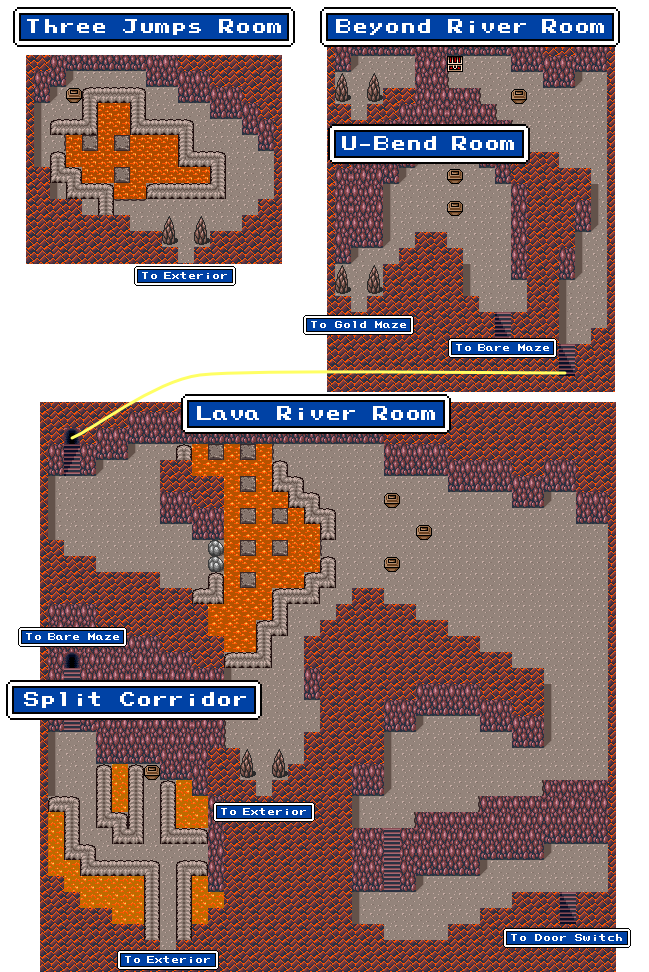 Three Jumps Room
Beyond River Room
U-Bend Room
To Exterior
To Gold Maze
To Bare Maze
Lava River Room
To Bare Maze
Split Corridor
To Exterior
To Door Switch
To Exterior